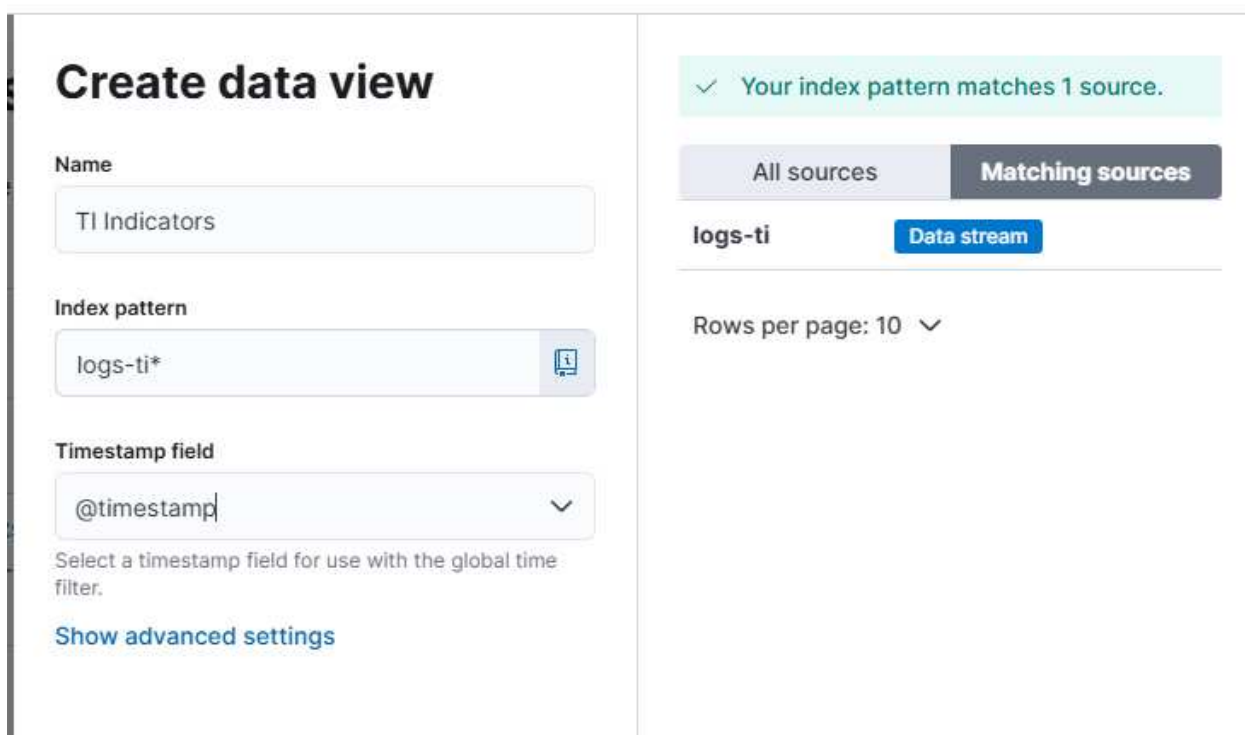 Create data view
Name
TI Indicators
Index pattern
logs-ti*
Timestamp field
@timestamp
Select a timestamp field for use with the global time
filter.
Show advanced settings
Your index pattern matches 1 source.
All sources
Matching sources
logs-ti
Data stream
Rows per page: 10